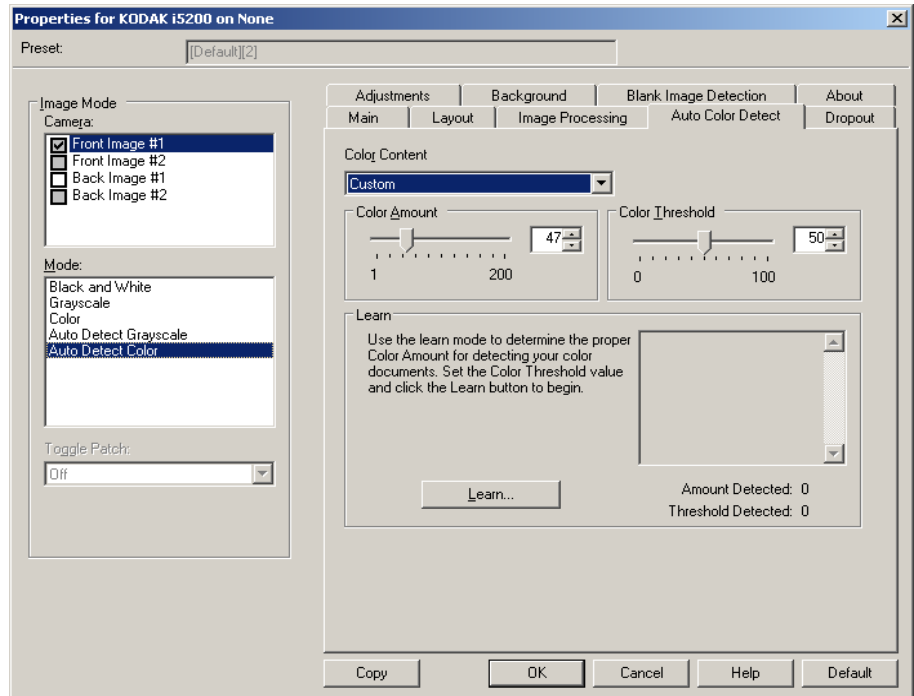 Properties for KODAK i5200 on None
Preset:
[Default][2]
Image Mode
Camera:
Front Image #1
Front Image #2
Back Image #1
Back Image #2
Mode:
Black and White
Grayscale
Color
Auto Detect Grayscale
Auto Detect Color
Toggle Patch:
Off
Adjustments
Background
Blank Image Detection
About
Main
Layout
Image Processing
Auto Color Detect
Dropout
Color Content
Custom
Color Amount
47
1
200
Color Threshold
50
0
100
Learn
Use the learn mode to determine the proper
Color Amount for detecting your color
documents. Set the Color Threshold value
and click the Learn button to begin.
Learn...
Amount Detected: 0
Threshold Detected: 0
Copy
OK
Cancel
Help
Default